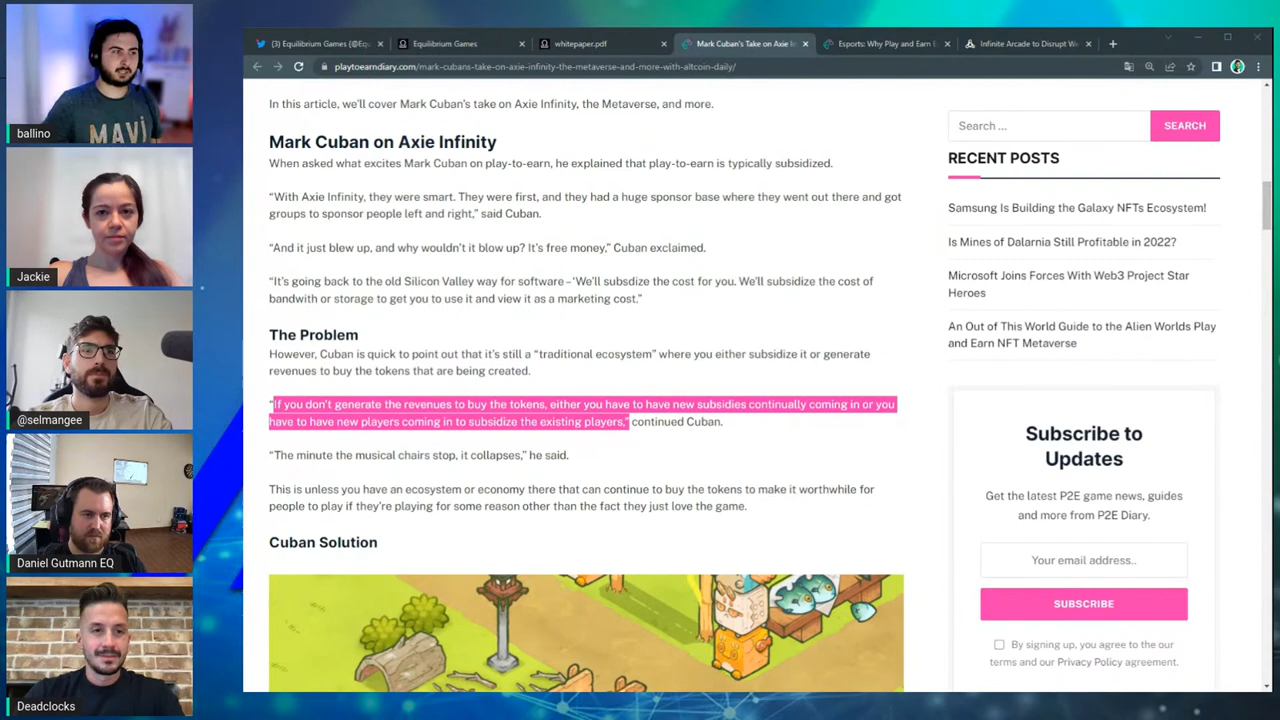 MAVI
ballino
Jackie
@selmangee
Daniel Gutmann EQ
Deadclocks
(3) Equilibrium Games (@Equ
Equilibrium Games
whitepaper.pdf
Mark Cuban's Take on Axie In
Esports: Why Play and Earn E
Infinite Arcade to Disrupt We
playtoearndiary.com/mark-cubans-take-on-axie-infinity-the-metaverse-and-more-with-altcoin-daily/
In this article, we'll cover Mark Cuban's take on Axie Infinity, the Metaverse, and more.
Mark Cuban on Axie Infinity
When asked what excites Mark Cuban on play-to-earn, he explained that play-to-earn is typically subsidized.
“With Axie Infinity, they were smart. They were first, and they had a huge sponsor base where they went out there and got
groups to sponsor people left and right,” said Cuban.
“And it just blew up, and why wouldn't it blow up? It's free money,” Cuban exclaimed.
“It's going back to the old Silicon Valley way for software – ‘We'll subsdize the cost for you. We'll subsidize the cost of
bandwith or storage to get you to use it and view it as a marketing cost.”
The Problem
However, Cuban is quick to point out that it's still a “traditional ecosystem” where you either subsidize it or generate
revenues to buy the tokens that are being created.
“If you don't generate the revenues to buy the tokens, either you have to have new subsidies continually coming in or you
have to have new players coming in to subsidize the existing players,” continued Cuban.
“The minute the musical chairs stop, it collapses,” he said.
This is unless you have an ecosystem or economy there that can continue to buy the tokens to make it worthwhile for
people to play if they're playing for some reason other than the fact they just love the game.
Cuban Solution
Search ...
SEARCH
RECENT POSTS
Samsung Is Building the Galaxy NFTs Ecosystem!
Is Mines of Dalarnia Still Profitable in 2022?
Microsoft Joins Forces With Web3 Project Star
Heroes
An Out of This World Guide to the Alien Worlds Play
and Earn NFT Metaverse
Subscribe to
Updates
Get the latest P2E game news, guides
and more from P2E Diary.
Your email address..
SUBSCRIBE
By signing up, you agree to the our
terms and our Privacy Policy agreement.